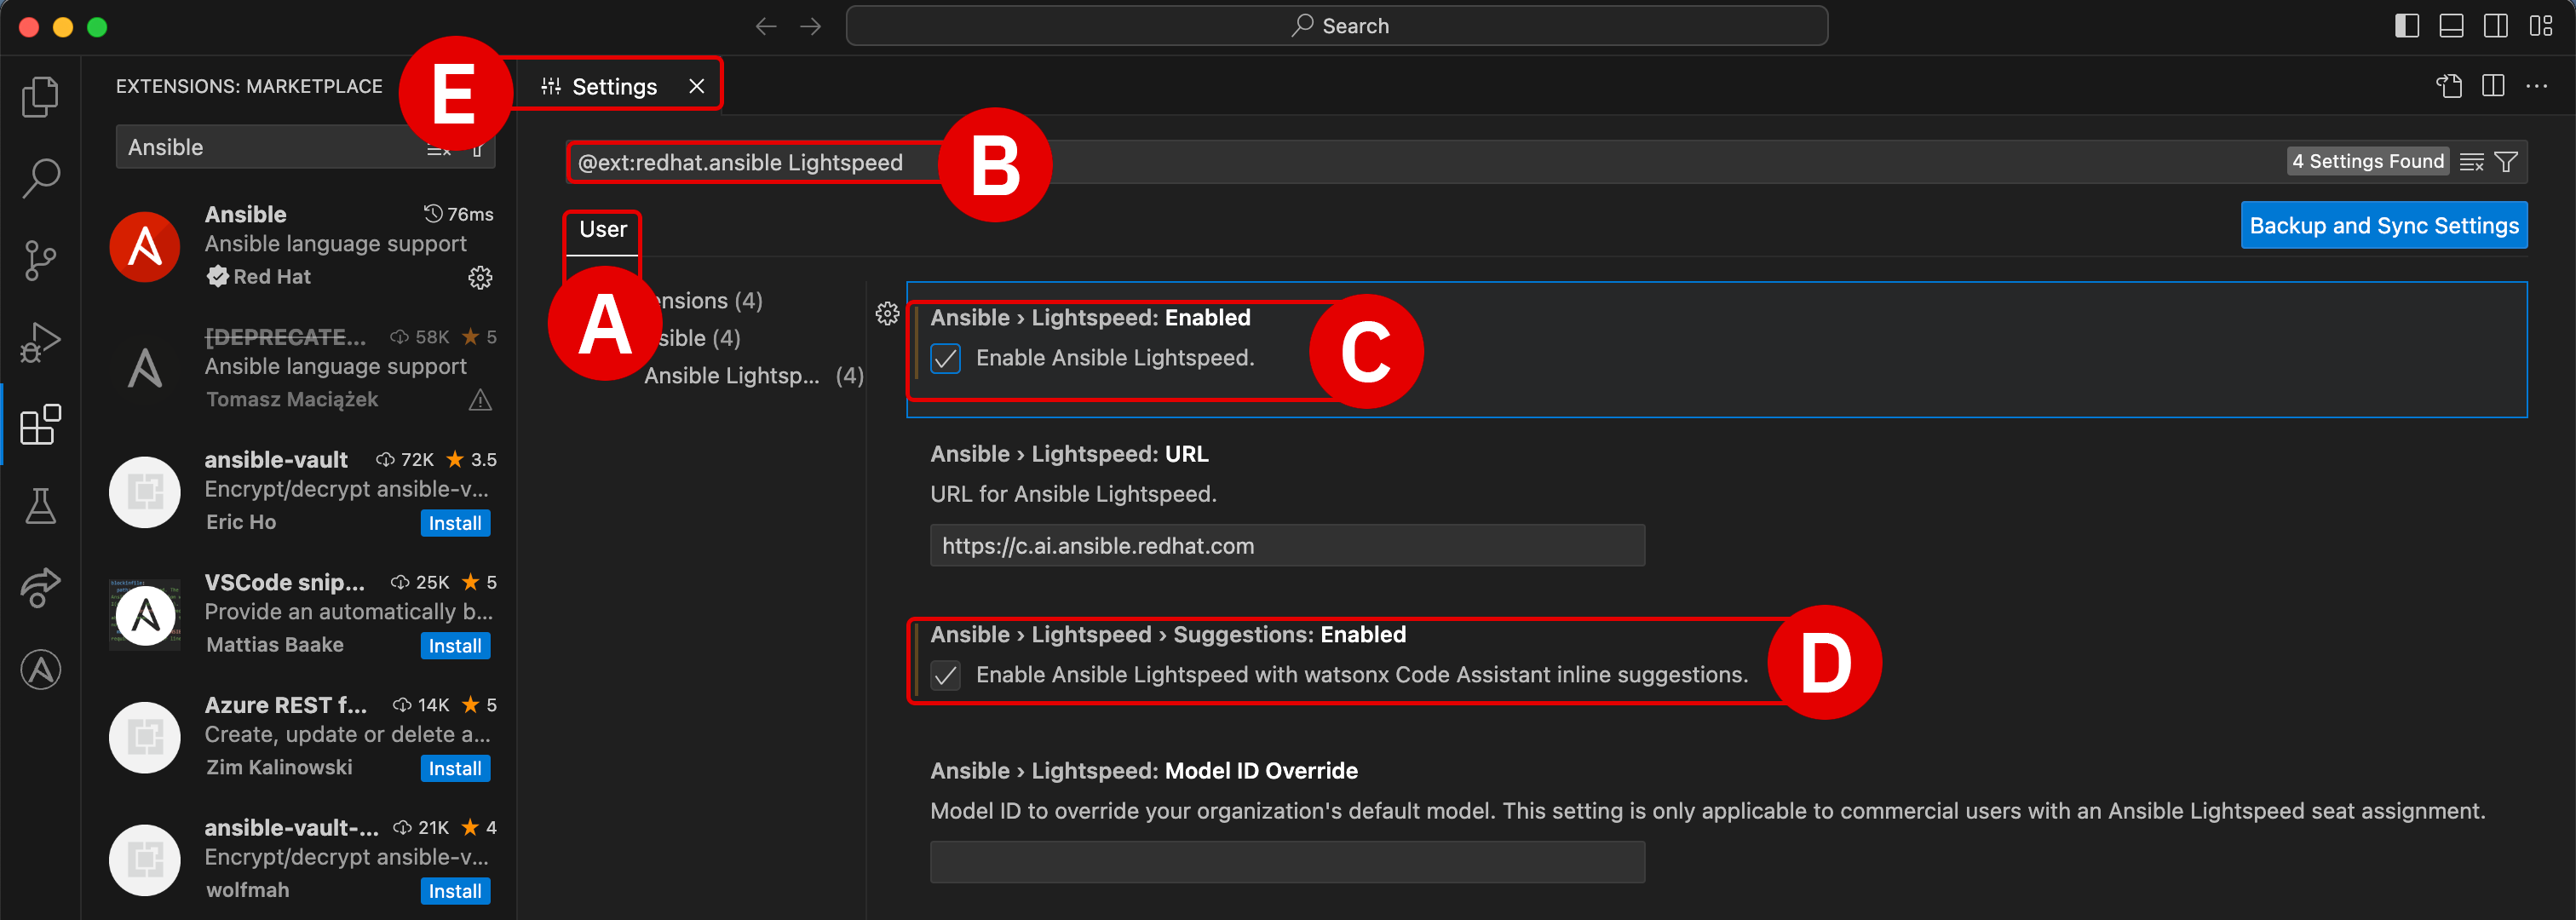 Search
EXTENSIONS: MARKETPLACE
E
Settings
Ansible
@ext:redhat.ansible Lightspeed
B
4 Settings Found
User
Backup and Sync Settings
A
Ansible
76ms
Ansible language support
Red Hat
[DEPRECATE...
58K
5
Ansible language support
Tomasz Maciążek
ansible-vault
72K
3.5
Encrypt/decrypt ansible-v...
Eric Ho
Install
VSCode snip...
25K
5
Provide an automatically b...
Mattias Baake
Install
Azure REST f...
14K
5
Create, update or delete a...
Zim Kalinowski
Install
ansible-vault-...
21K
4
Encrypt/decrypt ansible-v...
wolfmah
Install
ensions (4)
sible (4)
Ansible Lightsp... (4)
Ansible › Lightspeed: Enabled
Enable Ansible Lightspeed.
C
Ansible › Lightspeed: URL
URL for Ansible Lightspeed.
https://c.ai.ansible.redhat.com
Ansible › Lightspeed › Suggestions: Enabled
Enable Ansible Lightspeed with watsonx Code Assistant inline suggestions.
D
Ansible › Lightspeed: Model ID Override
Model ID to override your organization's default model. This setting is only applicable to commercial users with an Ansible Lightspeed seat assignment.